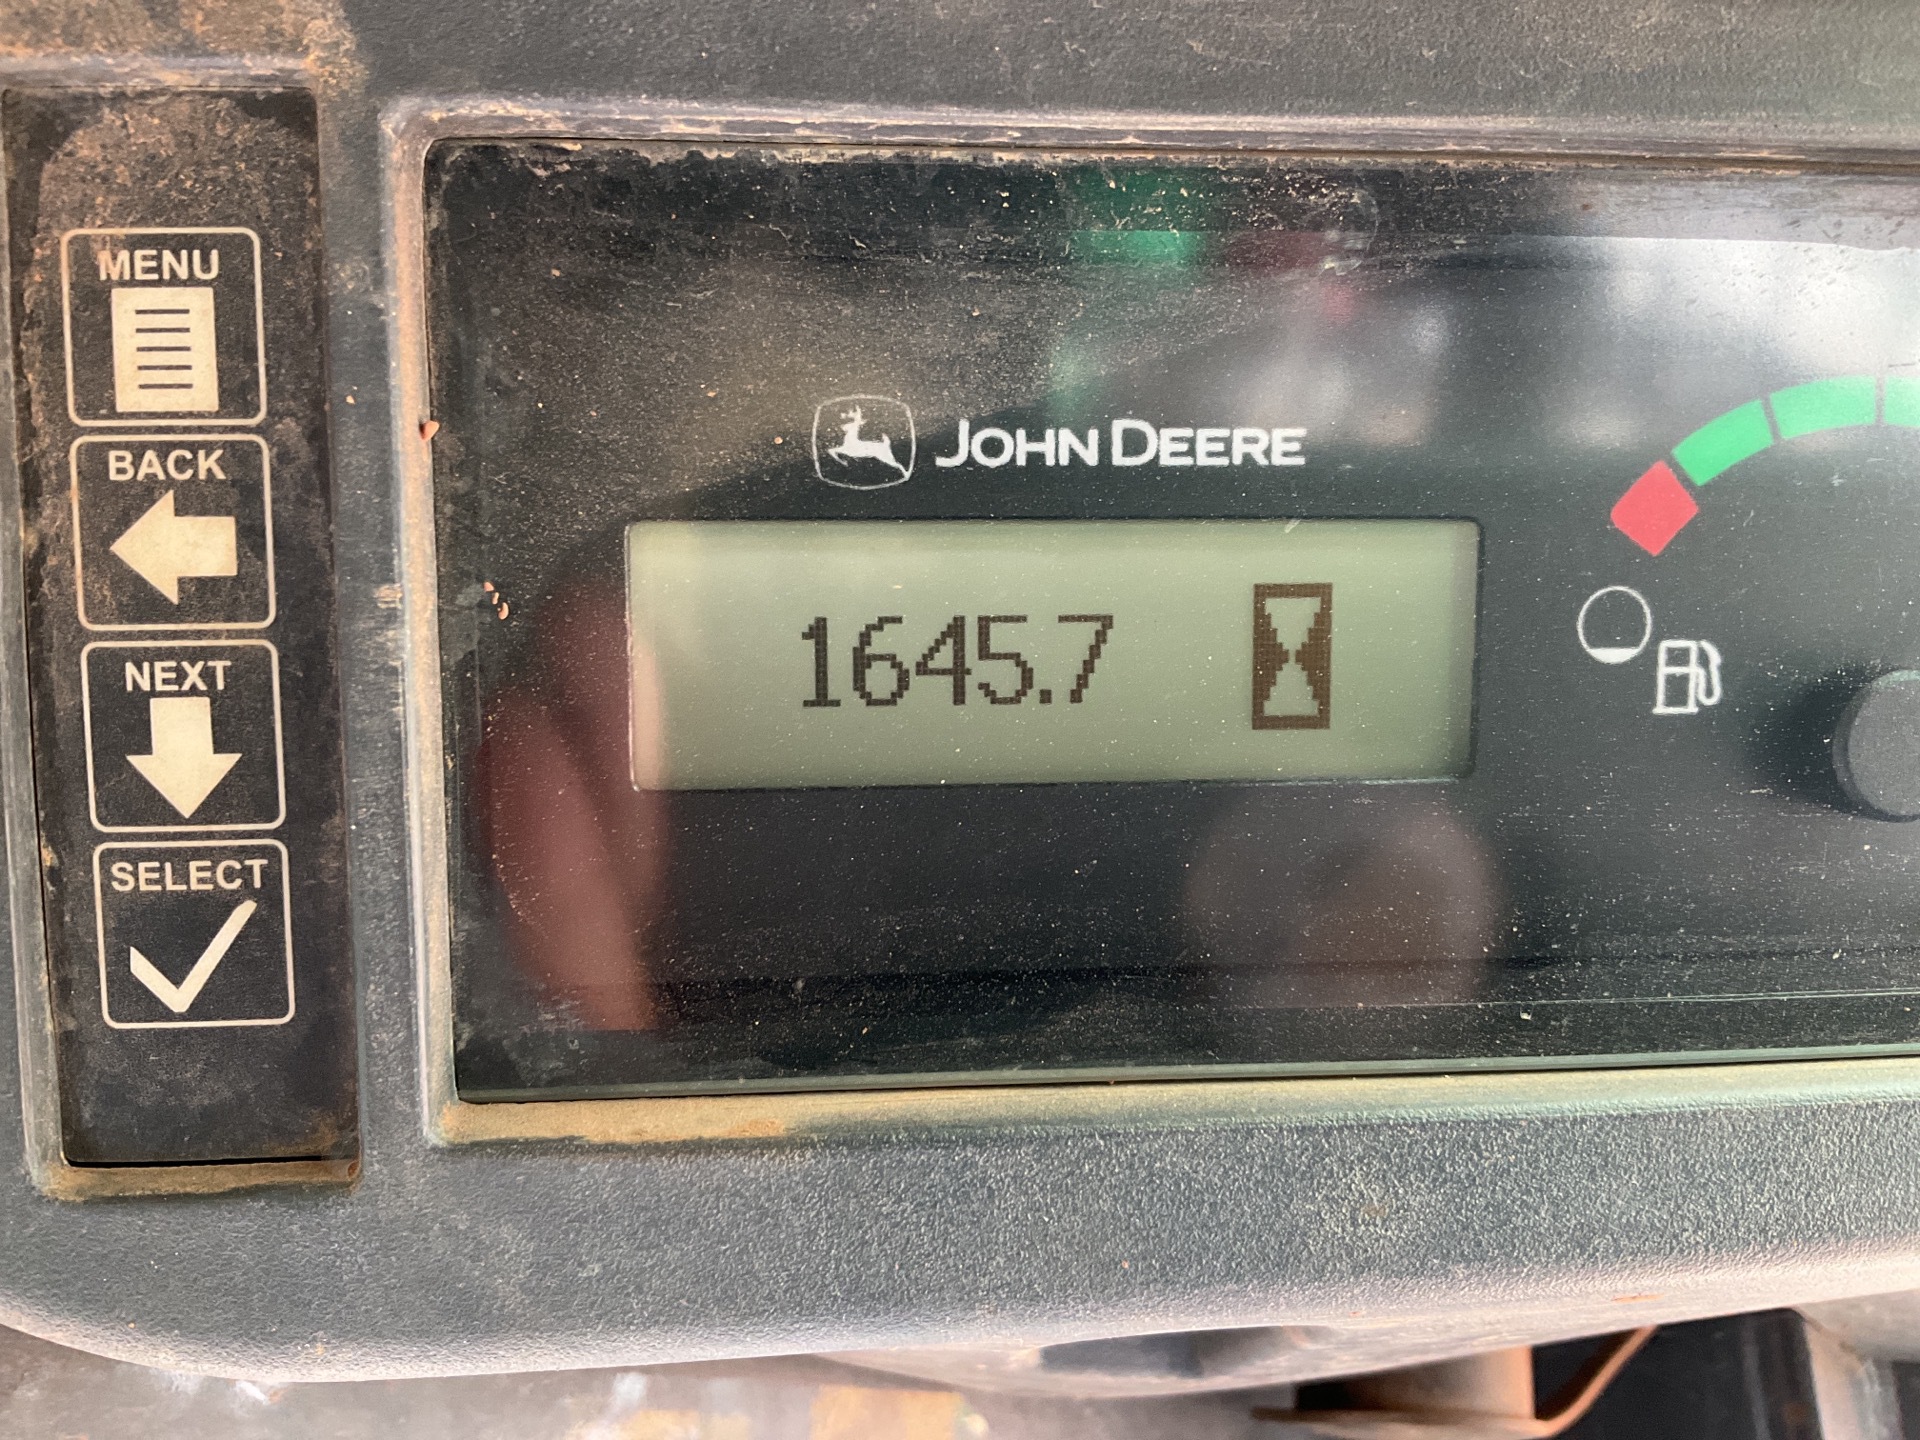 MENU
BACK
NEXT
SELECT
JOHN DEERE
1645.7